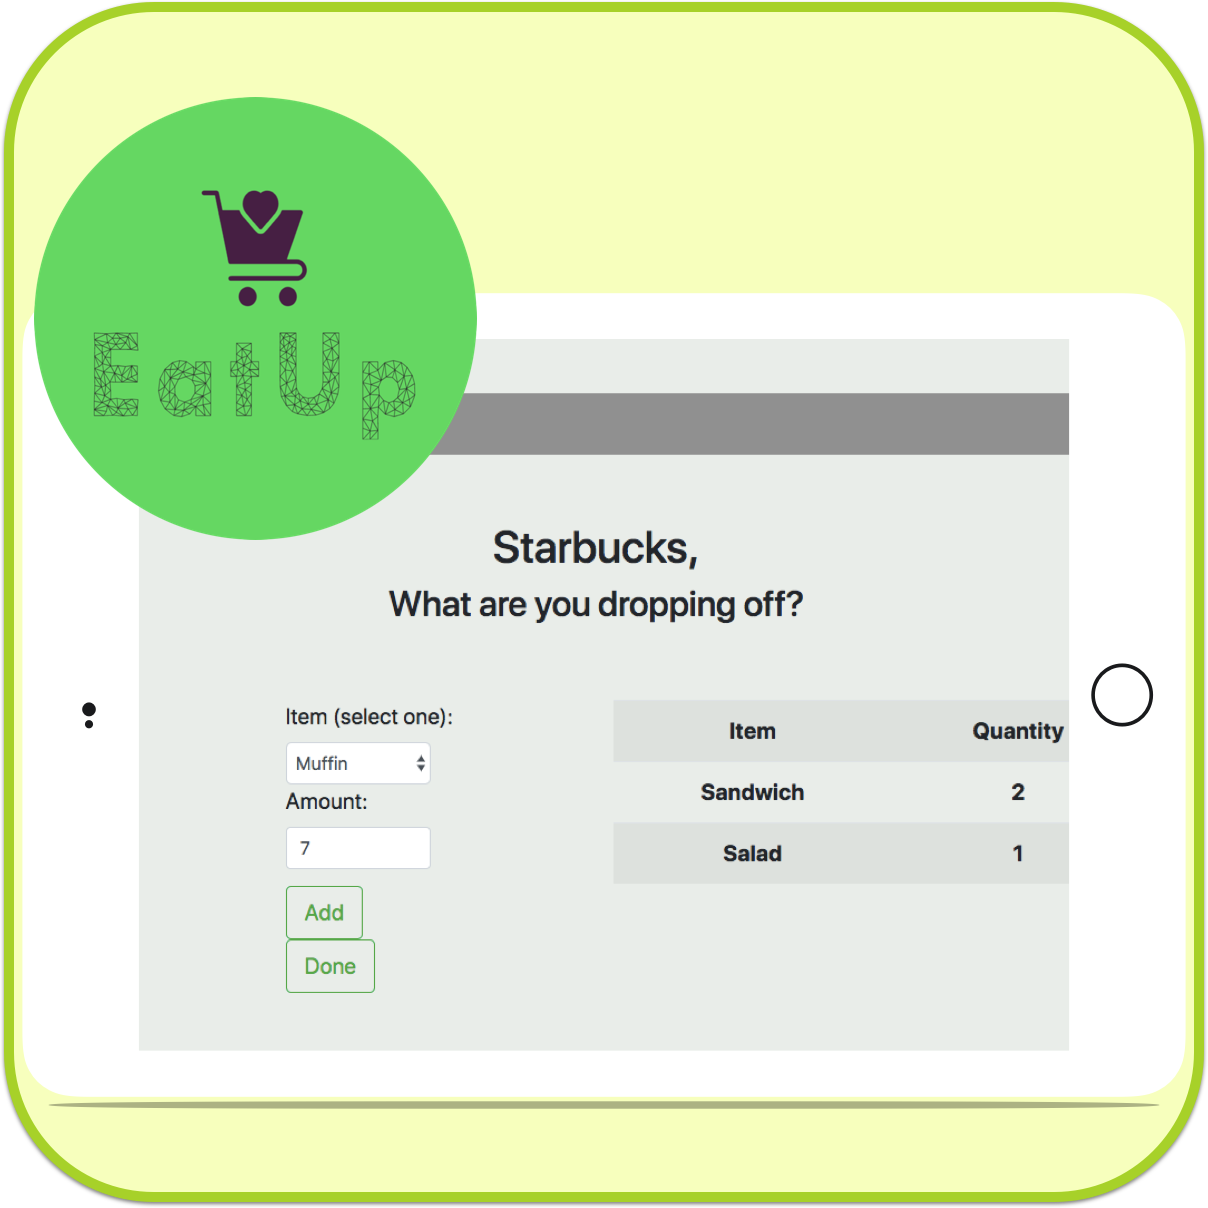 EatUp
Starbucks,
What are you dropping off?
Item (select one):
Muffin
Amount:
7
Add
Done
Item Quantity
Sandwich 2
Salad 1